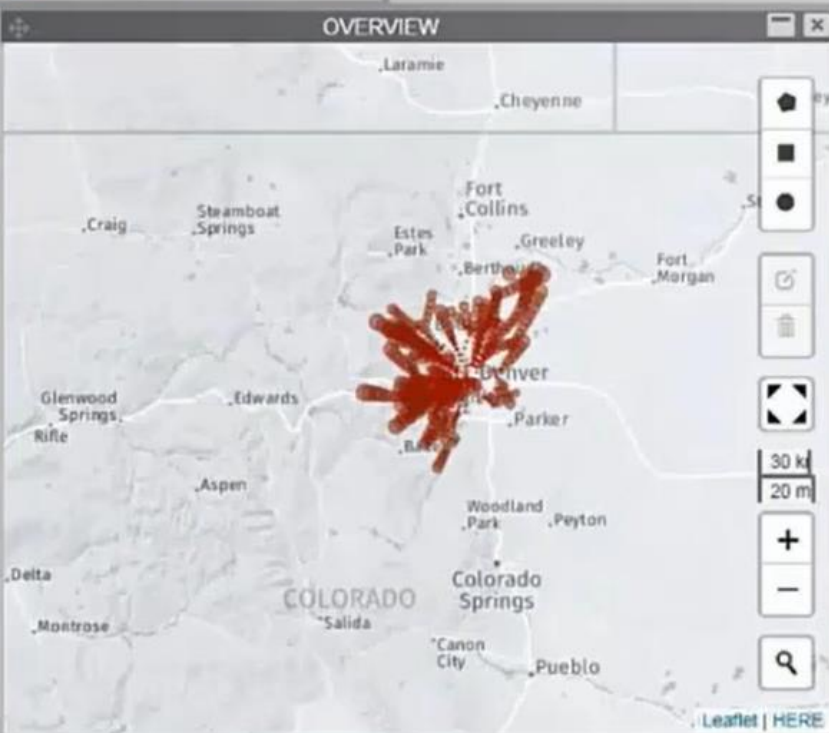 OVERVIEW
.Laramie
.Cheyenne
Fort
.Collins
.Craig
Steamboat
.Springs
Estes
.Park
.Greeley
Fort
.Morgan
Glenwood
Springs.
Rifle
.Edwards
Denver
.Parker
.Aspen
Woodland
.Park
.Peyton
.Delta
Colorado
Springs
COLORADO
.Montrose
Salida
Canon
City
.Pueblo
30
20 m
+
−
Leaflet | HERE